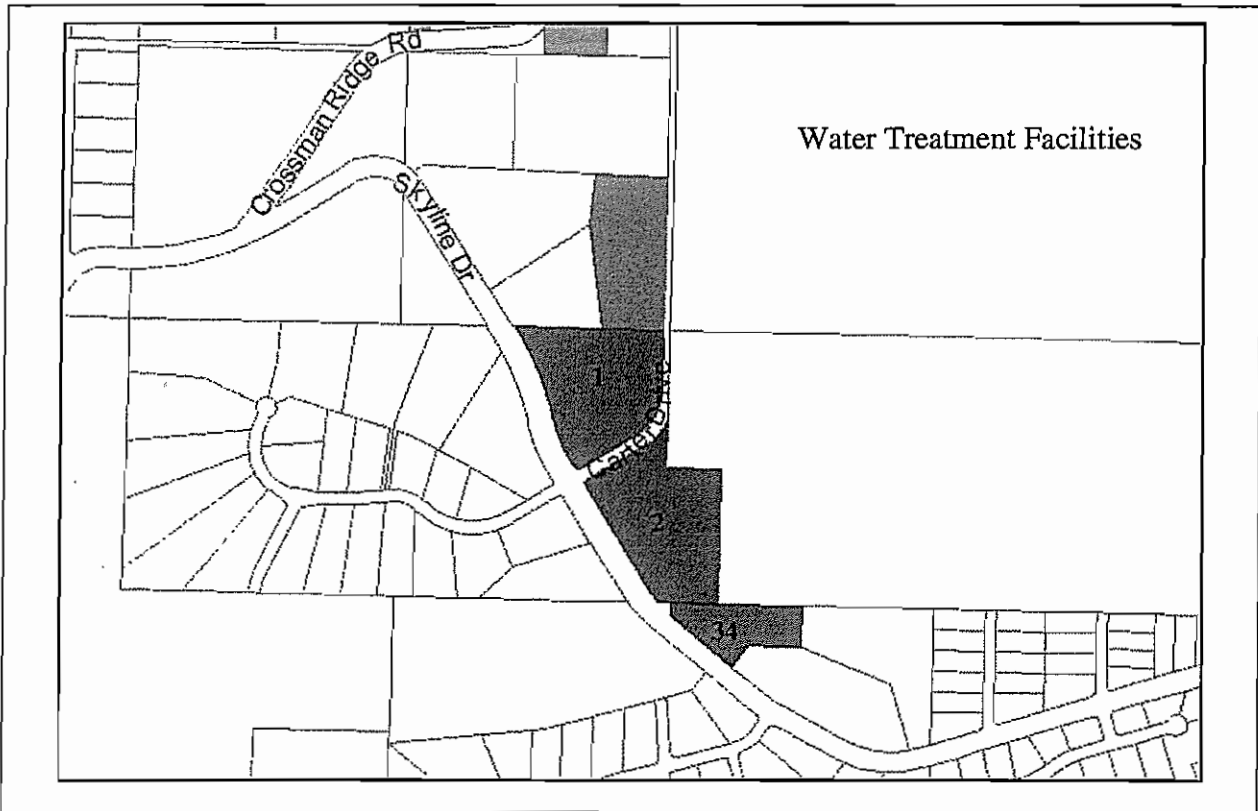 Crossman Ridge Rd
Water Treatment Facilities
Skyline Dr
1
Carter Drive
2
34